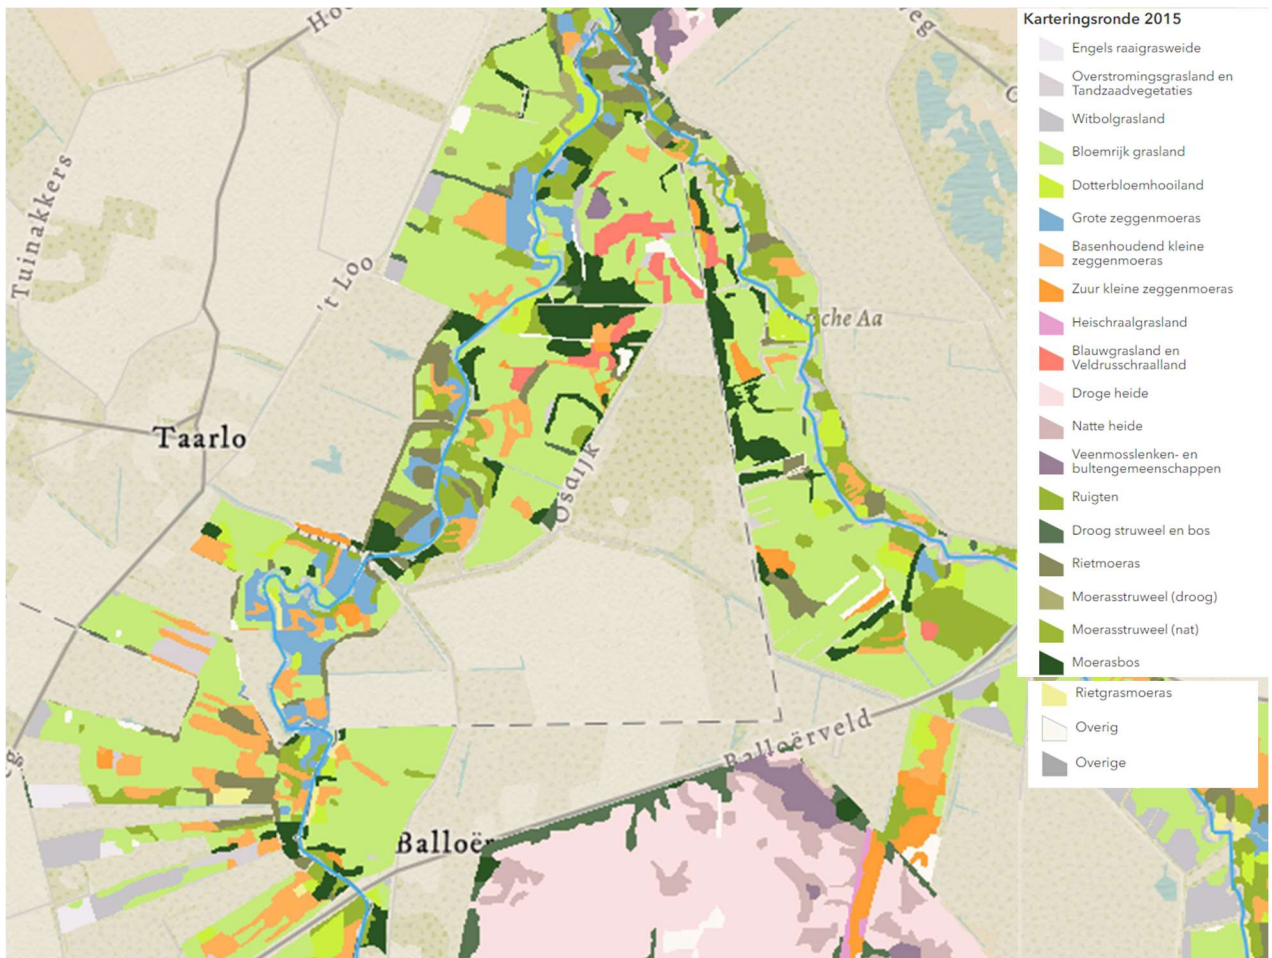 Karteringsronde 2015
Engels raaigrasweide
Overstromingsgrasland en
Tandzaadvegetaties
Witbolgrasland
Bloemrijk grasland
Dotterbloemhooiland
Grote zeggenmoeras
Basenhoudend kleine
zeggenmoeras
Zuur kleine zeggenmoeras
Heischraalgrasland
Blauwgrasland en
Veldrusschraalland
Droge heide
Natte heide
Veenmosslenken- en
bultengemeenschappen
Ruigten
Droog struweel en bos
Rietmoeras
Moerasstruweel (droog)
Moerasstruweel (nat)
Moerasbos
Rietgrasmoeras
Overig
Overige
Tuinakkers
't Loo
sche Aa
Taarlo
Osdijk
Balloërveld
Balloër